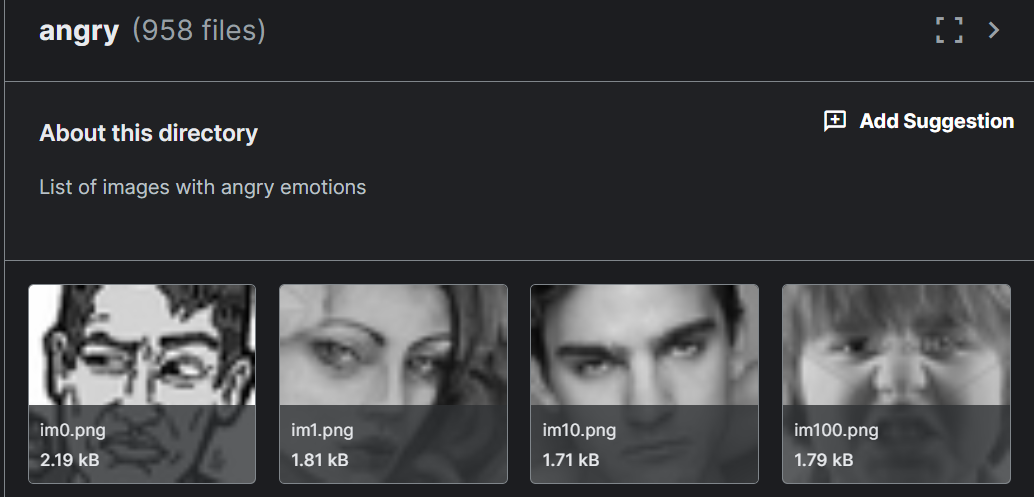 angry (958 files)
About this directory
Add Suggestion
List of images with angry emotions
im0.png
2.19 kB
im1.png
1.81 kB
im10.png
1.71 kB
im100.png
1.79 kB